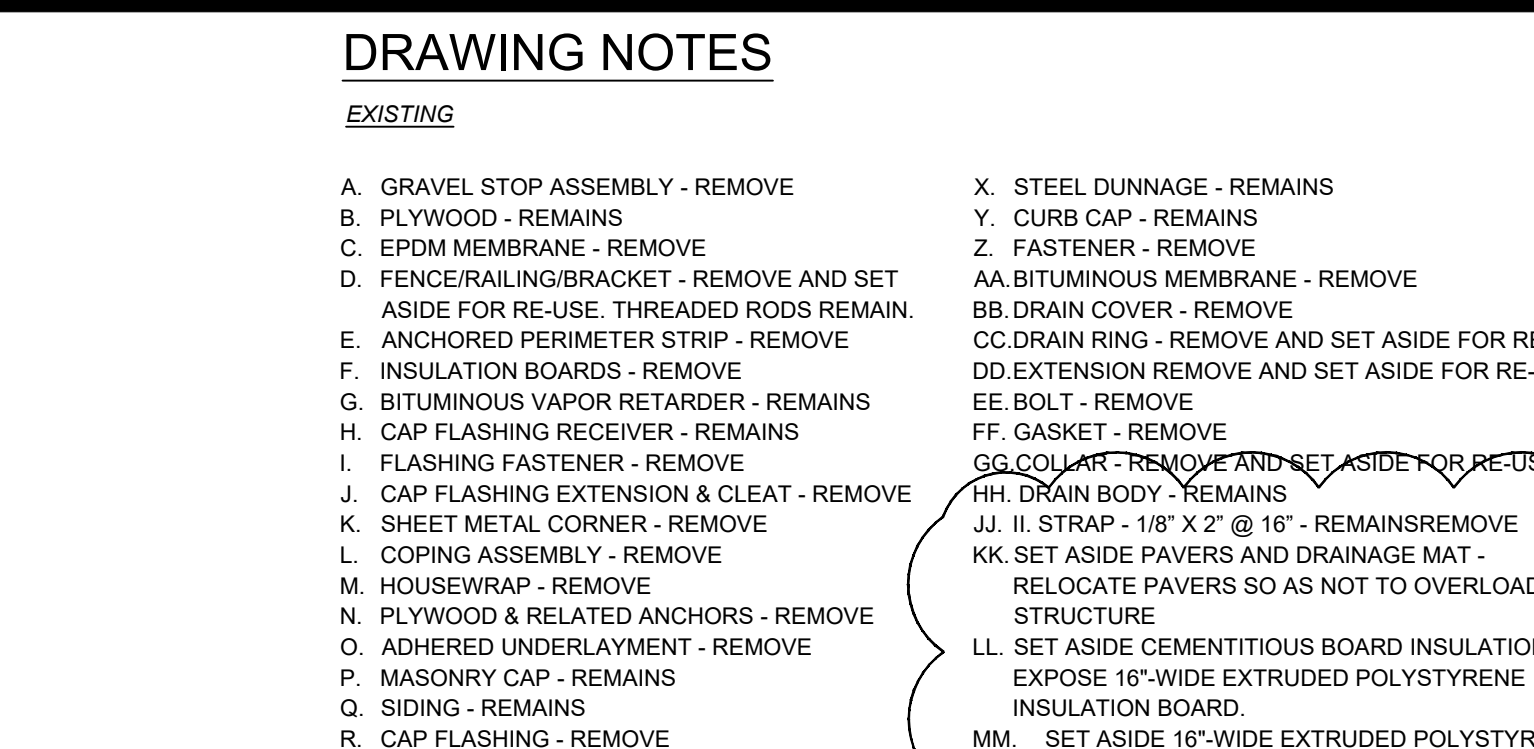 DRAWING NOTES
EXISTING
A. GRAVEL STOP ASSEMBLY - REMOVE
B. PLYWOOD - REMAINS
C. EPDM MEMBRANE - REMOVE
D. FENCE/RAILING/BRACKET - REMOVE AND SET
ASIDE FOR RE-USE. THREADED RODS REMAIN.
E. ANCHORED PERIMETER STRIP - REMOVE
F. INSULATION BOARDS - REMOVE
G. BITUMINOUS VAPOR RETARDER - REMAINS
H. CAP FLASHING RECEIVER - REMAINS
I. FLASHING FASTENER - REMOVE
J. CAP FLASHING EXTENSION & CLEAT - REMOVE
K. SHEET METAL CORNER - REMOVE
L. COPING ASSEMBLY - REMOVE
M. HOUSEWRAP - REMOVE
N. PLYWOOD & RELATED ANCHORS - REMOVE
O. ADHERED UNDERLAYMENT - REMOVE
P. MASONRY CAP - REMAINS
Q. SIDING - REMAINS
R. CAP FLASHING - REMOVE
X. STEEL DUNNAGE - REMAINS
Y. CURB CAP - REMAINS
Z. FASTENER - REMOVE
AA. BITUMINOUS MEMBRANE - REMOVE
BB. DRAIN COVER - REMOVE
CC. DRAIN RING - REMOVE AND SET ASIDE FOR
DD. EXTENSION REMOVE AND SET ASIDE FOR RE-
EE. BOLT - REMOVE
FF. GASKET - REMOVE
GG. COLLAR - REMOVE AND SET ASIDE FOR RE-US
HH. DRAIN BODY - REMAINS
JJ. II. STRAP - 1/8” X 2” @ 16” - REMAINSREMOVE
KK. SET ASIDE PAVERS AND DRAINAGE MAT -
RELOCATE PAVERS SO AS NOT TO OVERLOAD
STRUCTURE
LL. SET ASIDE CEMENTITIOUS BOARD INSULATIO
EXPOSE 16"-WIDE EXTRUDED POLYSTYRENE
INSULATION BOARD.
MM. SET ASIDE 16"-WIDE EXTRUDED POLYSTYR